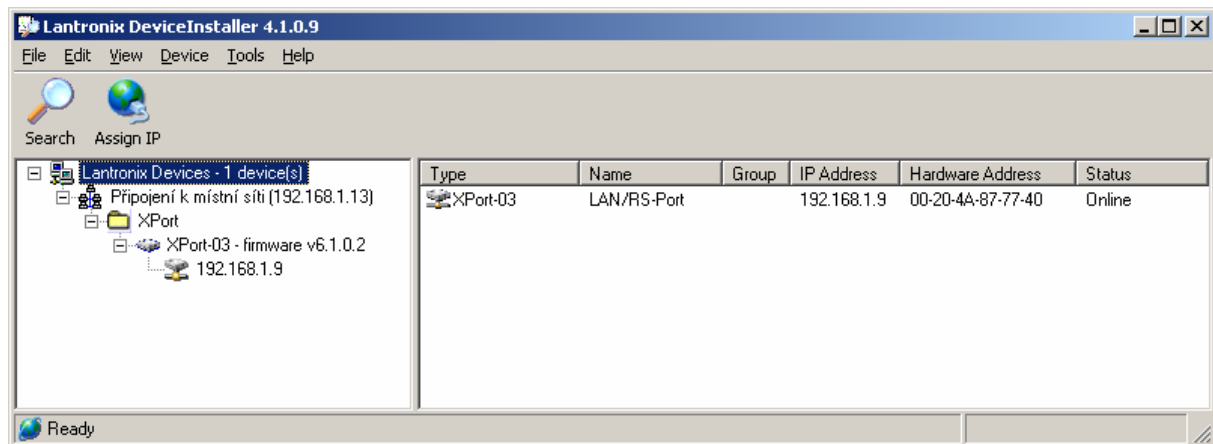 Lantronix DeviceInstaller 4.1.0.9
File Edit View Device Tools Help
Search Assign IP
Lantronix Devices - 1 device(s)
Připojení k místní síti (192.168.1.13)
XPort
XPort-03 - firmware v6.1.0.2
192.168.1.9
Type Name Group IP Address Hardware Address Status
XPort-03 LAN/RS-Port 192.168.1.9 00-20-4A-87-77-40 Online
Ready